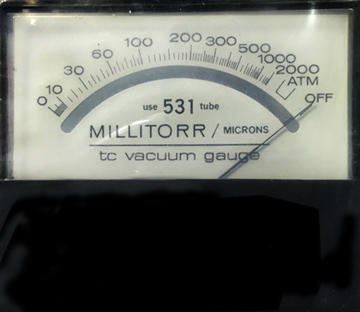 0 10 30 60 100 200 300 500 1000 2000
ATM
OFF
use 531 tube
MILLITORR / MICRONS
tc vacuum gauge